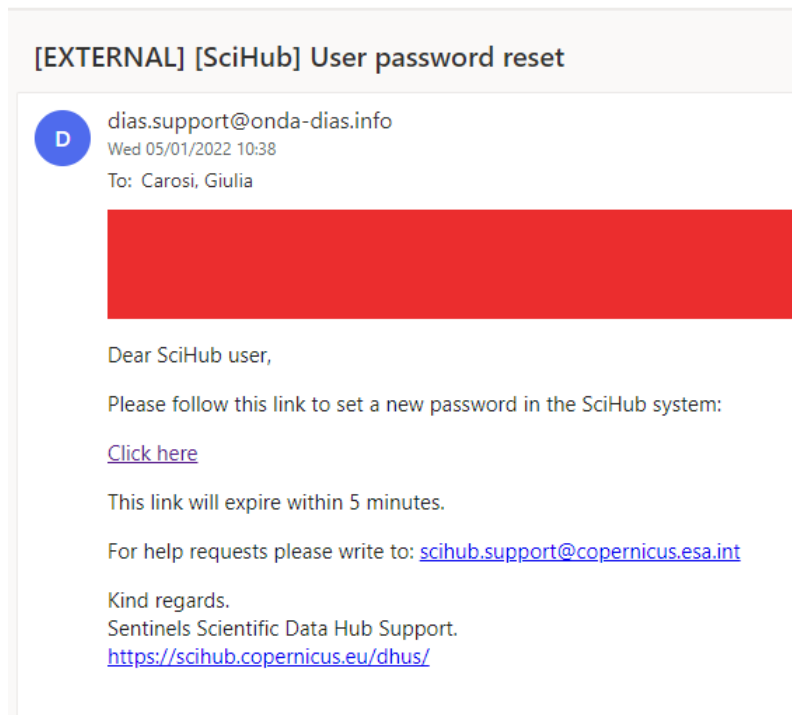 [EXTERNAL] [SciHub] User password reset
D
dias.support@onda-dias.info
Wed 05/01/2022 10:38
To: Carosi, Giulia
Dear SciHub user,
Please follow this link to set a new password in the SciHub system:
Click here
This link will expire within 5 minutes.
For help requests please write to: scihub.support@copernicus.esa.int
Kind regards.
Sentinels Scientific Data Hub Support.
https://scihub.copernicus.eu/dhus/